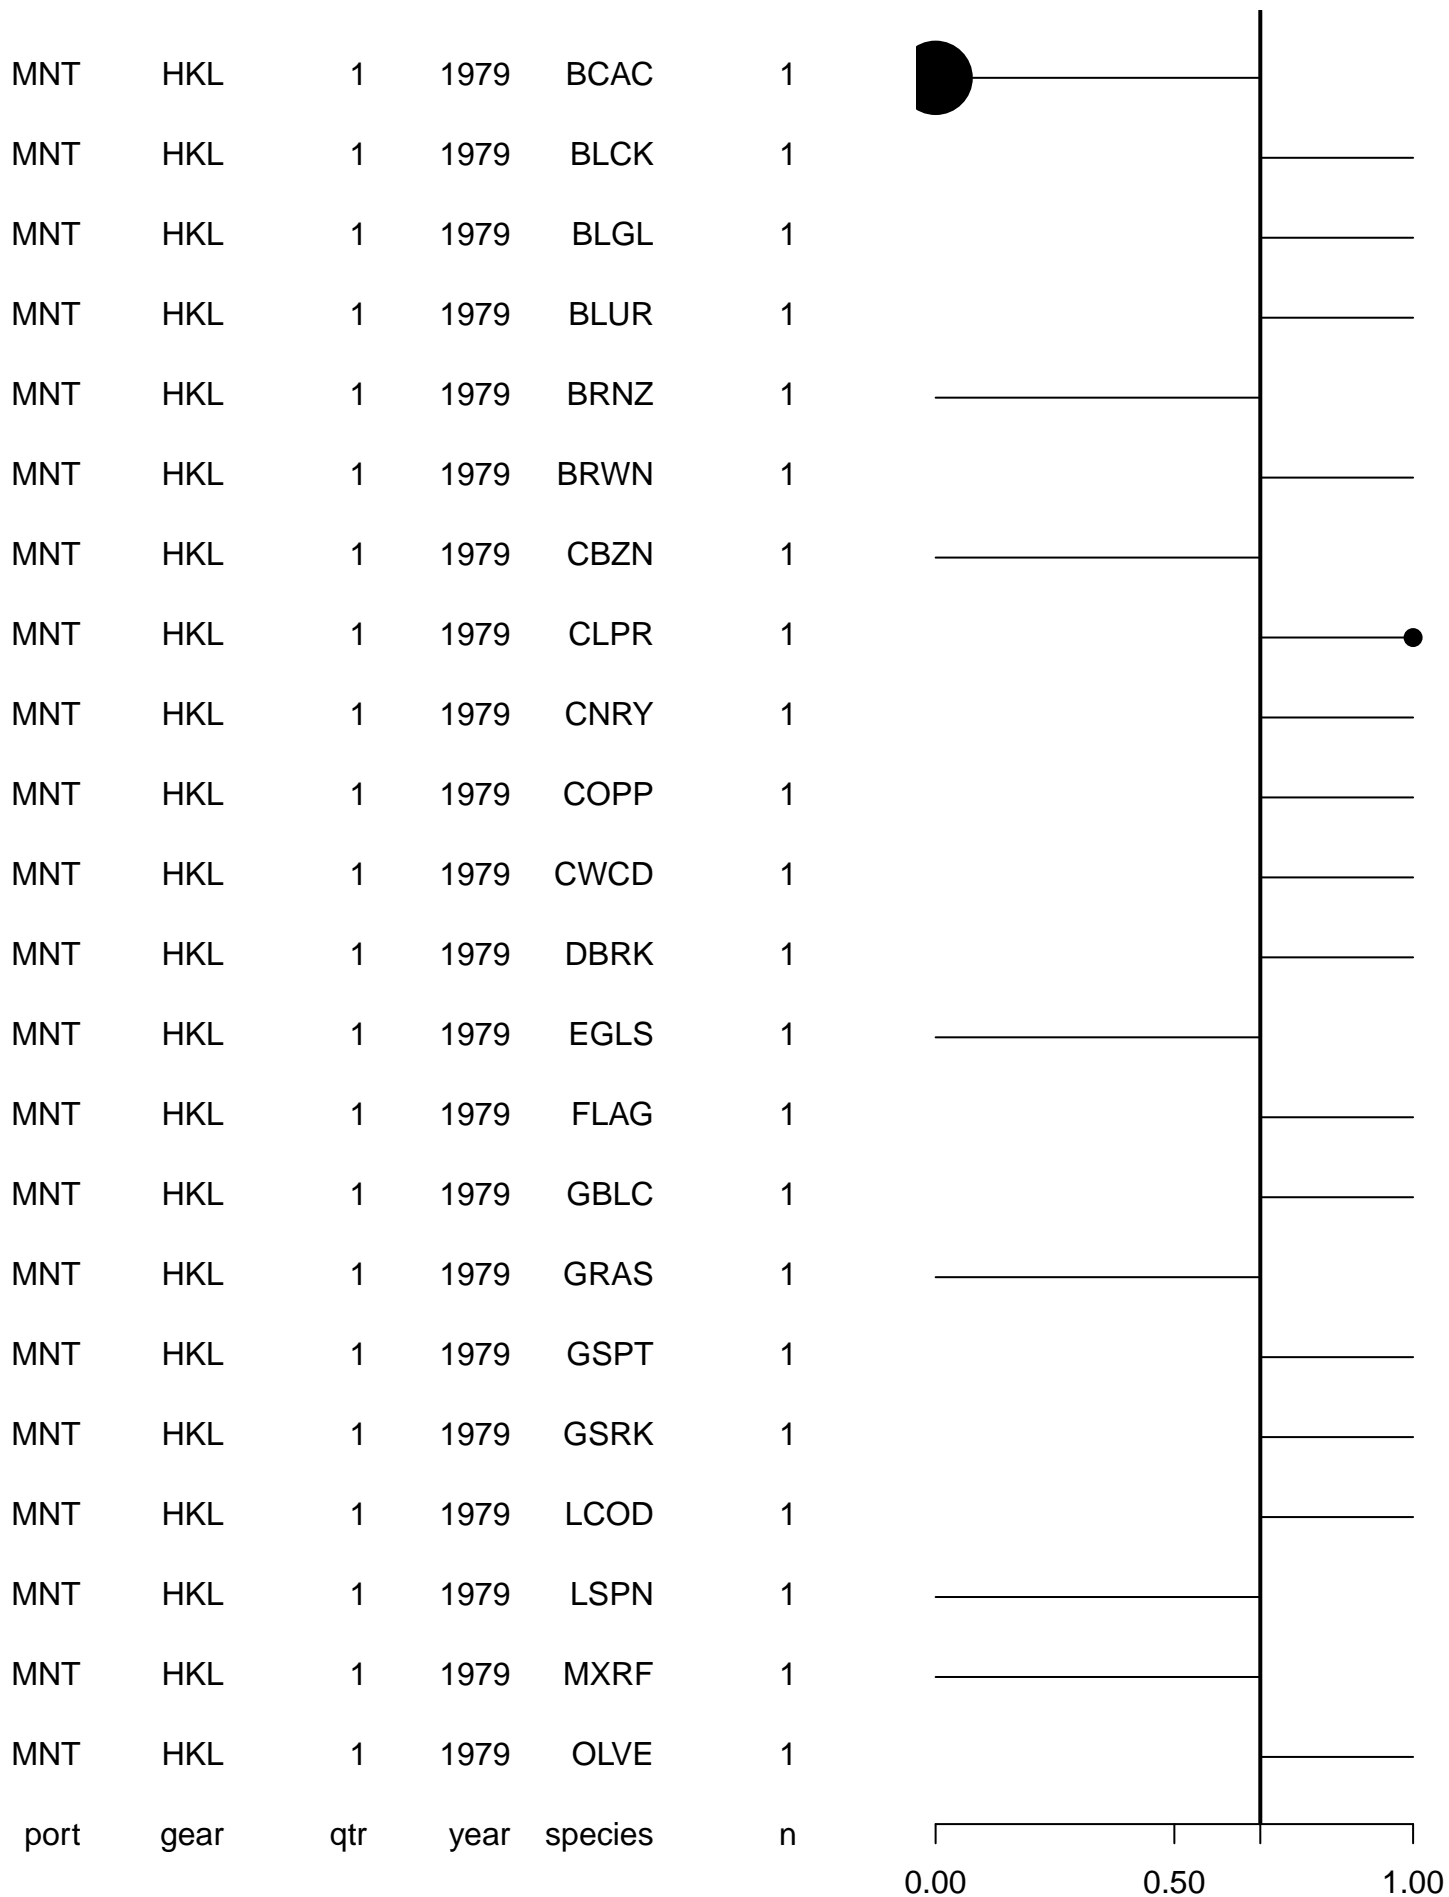 MNT HKL 1 1979 BCAC 1
MNT HKL 1 1979 BLCK 1
MNT HKL 1 1979 BLGL 1
MNT HKL 1 1979 BLUR 1
MNT HKL 1 1979 BRNZ 1
MNT HKL 1 1979 BRWN 1
MNT HKL 1 1979 CBZN 1
MNT HKL 1 1979 CLPR 1
MNT HKL 1 1979 CNRY 1
MNT HKL 1 1979 COPP 1
MNT HKL 1 1979 CWCD 1
MNT HKL 1 1979 DBRK 1
MNT HKL 1 1979 EGLS 1
MNT HKL 1 1979 FLAG 1
MNT HKL 1 1979 GBLC 1
MNT HKL 1 1979 GRAS 1
MNT HKL 1 1979 GSPT 1
MNT HKL 1 1979 GSRK 1
MNT HKL 1 1979 LCOD 1
MNT HKL 1 1979 LSPN 1
MNT HKL 1 1979 MXRF 1
MNT HKL 1 1979 OLVE 1
port gear qtr year species n
0.00 0.50 1.00